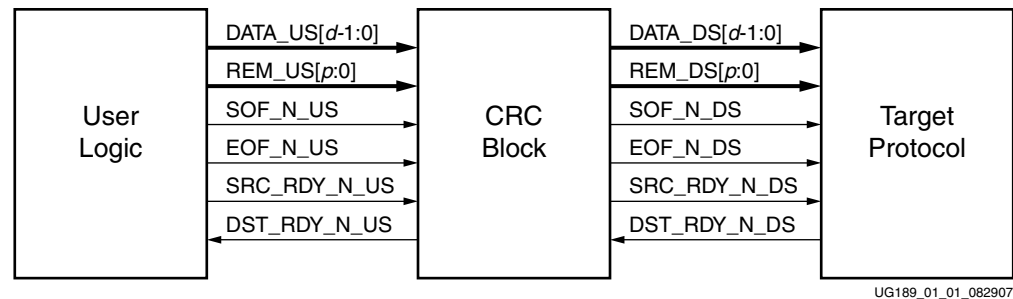 User
Logic
DATA_US[d-1:0]
REM_US[p:0]
SOF_N_US
EOF_N_US
SRC_RDY_N_US
DST_RDY_N_US
CRC
Block
DATA_DS[d-1:0]
REM_DS[p:0]
SOF_N_DS
EOF_N_DS
SRC_RDY_N_DS
DST_RDY_N_DS
Target
Protocol
UG189_01_01_082907